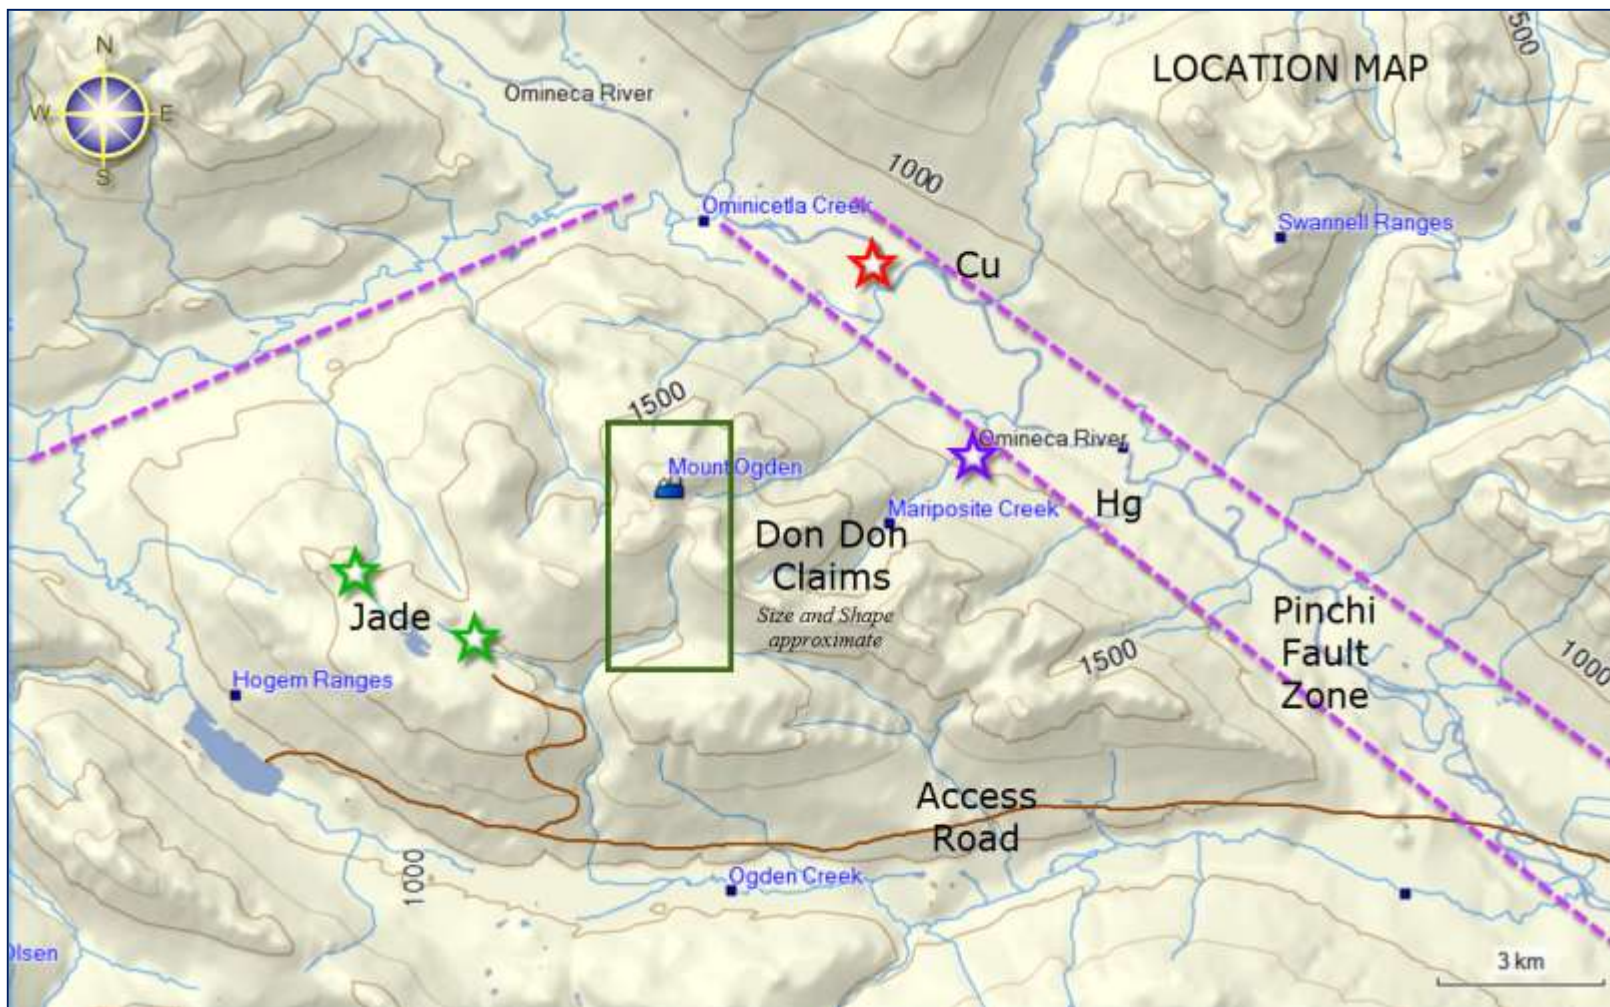 N
W E
S
LOCATION MAP
500
Omineca River
1000
Ominicetla Creek
Swannell Ranges
Cu
1500
Mount Ogden
Omineca River
Hg
Mariposite Creek
Don Doh
Claims
Size and Shape
approximate
Jade
Pinchi
Fault
Zone
1500
1000
Hogem Ranges
Access
Road
1000
Ogden Creek
Olsen
3 km